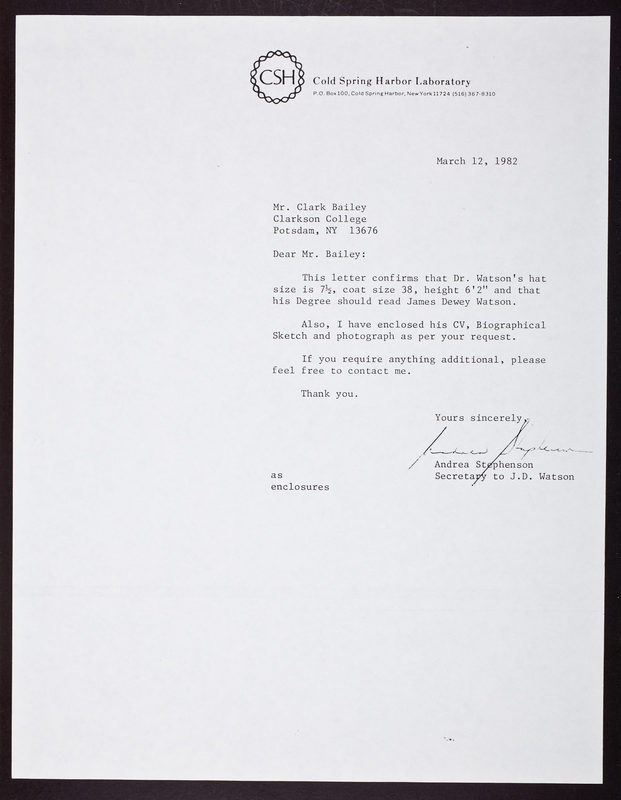 CSH
Cold Spring Harbor Laboratory
P.O. Box 100, Cold Spring Harbor, New York 11724 (516) 367-8310
March 12, 1982
Mr. Clark Bailey
Clarkson College
Potsdam, NY  13676
Dear Mr. Bailey:
This letter confirms that Dr. Watson's hat
size is 7½, coat size 38, height 6'2" and that
his Degree should read James Dewey Watson.
Also, I have enclosed his CV, Biographical
Sketch and photograph as per your request.
If you require anything additional, please
feel free to contact me.
Thank you.
Yours sincerely,
Andrea Stephenson
Andrea Stephenson
Secretary to J.D. Watson
as
enclosures